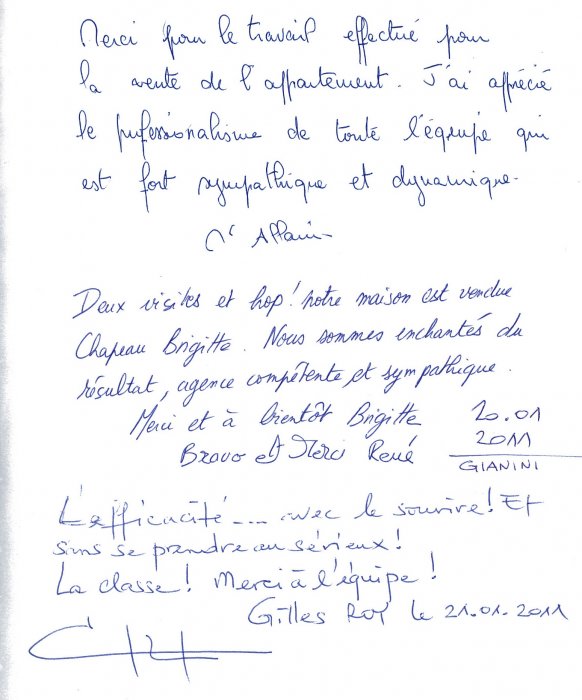 Merci pour le travail effectué pour
la vente de l'appartement. J'ai apprécié
le professionalisme de toute l'équipe qui
est fort sympathique et dynamique.
Deux visites et hop! notre maison est vendue
Chapeau Brigitte. Nous sommes enchantés du
résultat, agence compétente et sympathique.
Merci et à bientôt Brigitte
Bravo et Merci René
20.01
2011
GIANINI
L'efficacité.... avec le sourire! Et
sans se prendre au sérieux!
La classe! Merci à l'équipe!
Gilles ROY le 21.01.2011